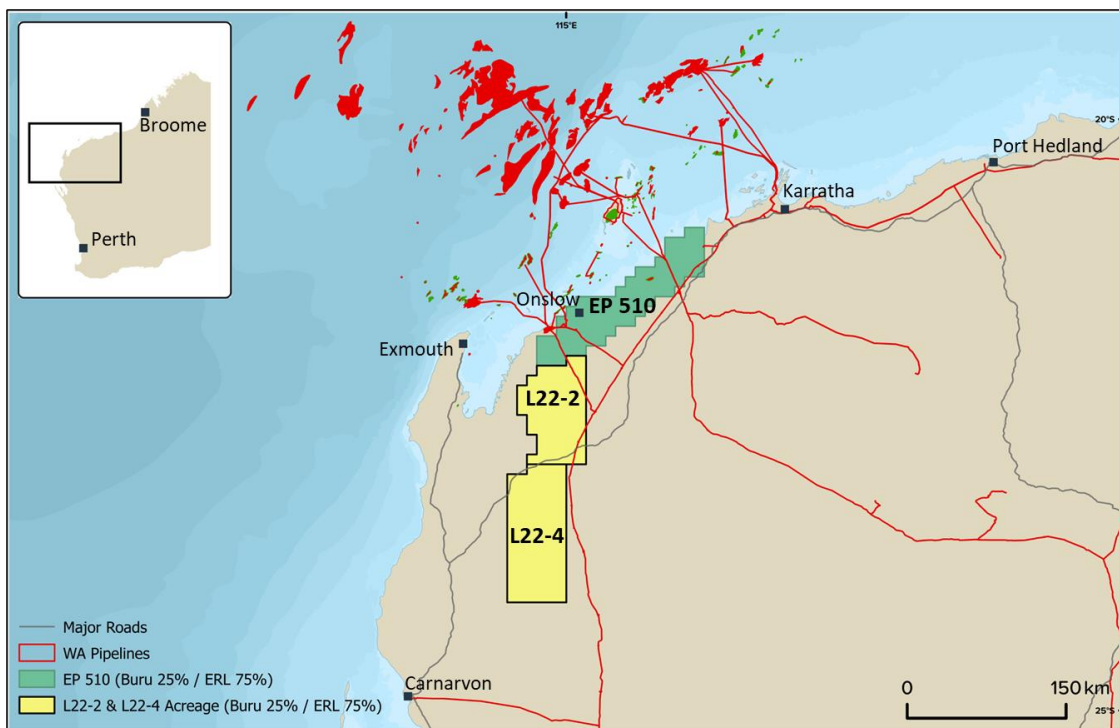 115°E
Broome
Perth
20°S
Port Hedland
Karratha
Onslow
EP 510
Exmouth
L22-2
L22-4
Major Roads
WA Pipelines
EP 510 (Buru 25% / ERL 75%)
L22-2 & L22-4 Acreage (Buru 25% / ERL 75%)
Carnarvon
0 150 km
25°S